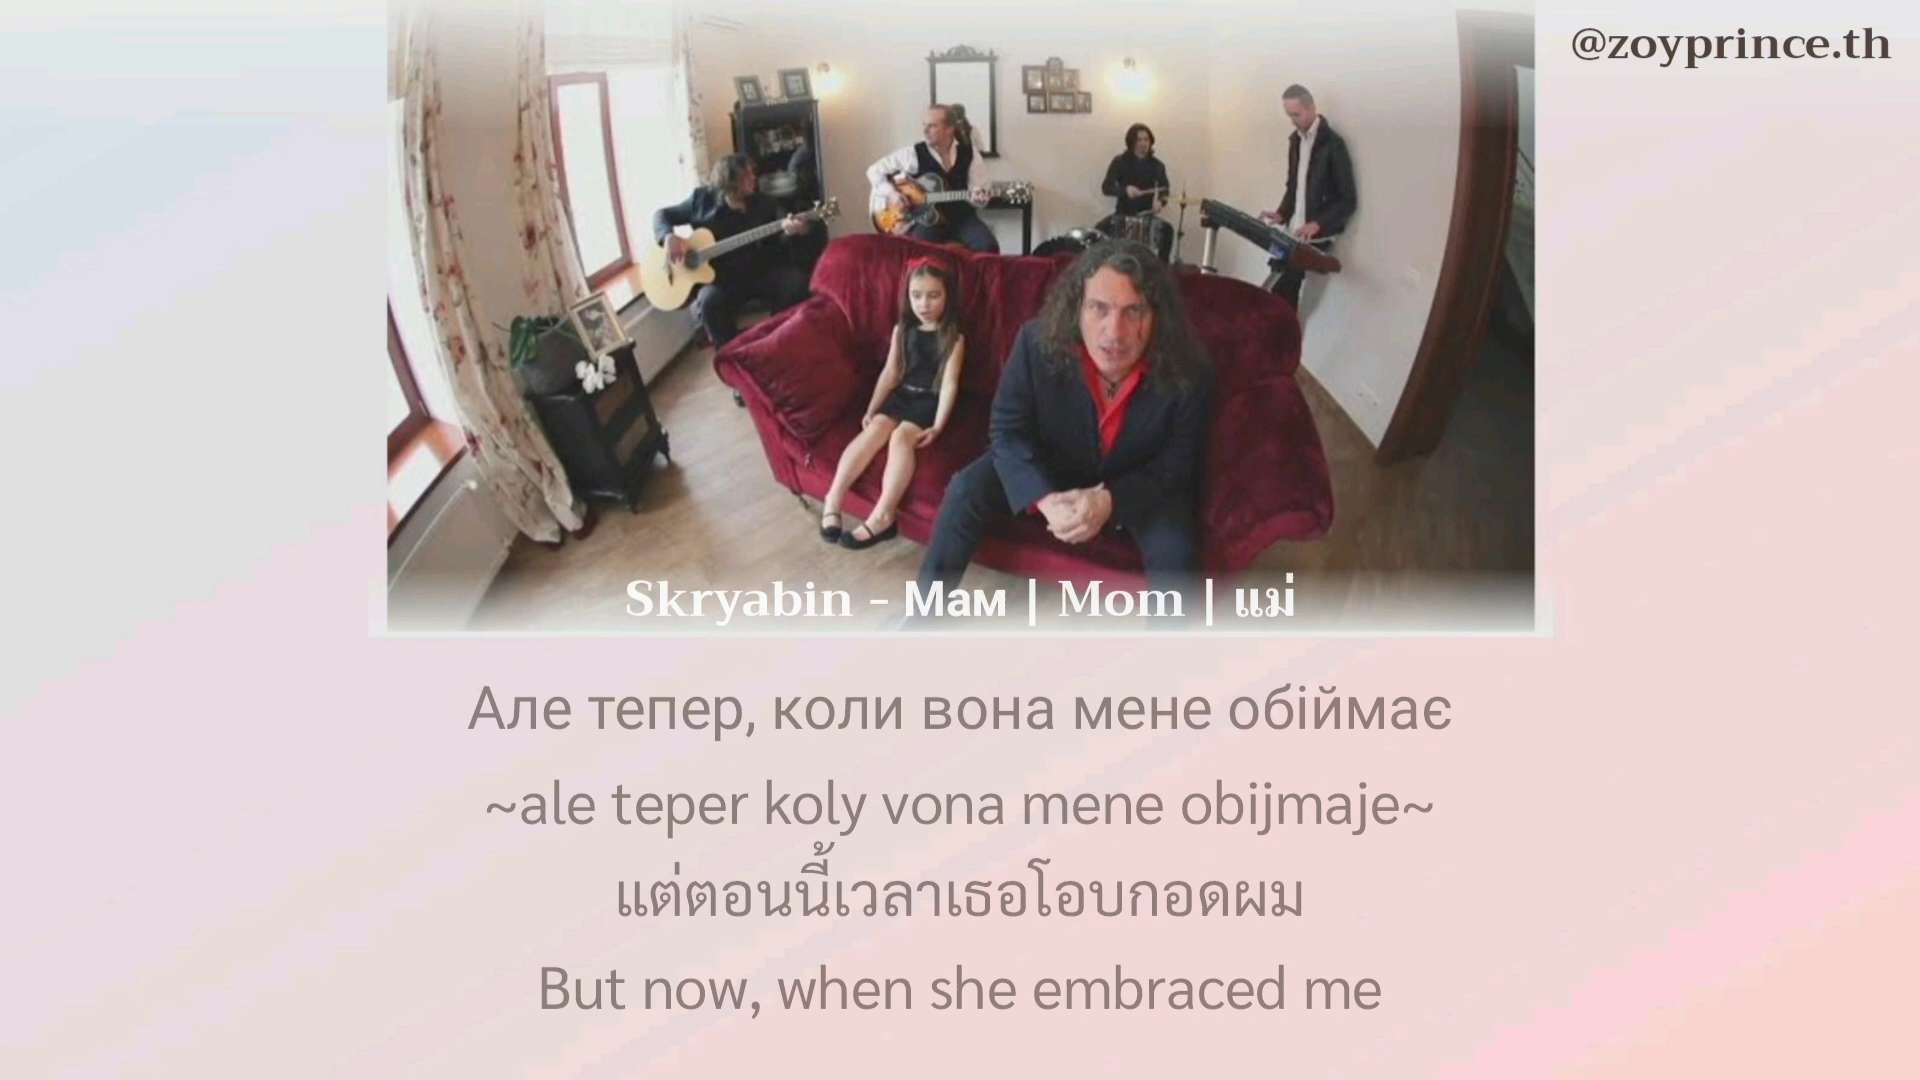 @zoyprince.th
Skryabin - Мам | Mom | แม่
Але тепер, коли вона мене обіймає
~ale teper koly vona mene obijmaje~
แต่ตอนนี้เวลาเธอโอบกอดผม
But now, when she embraced me